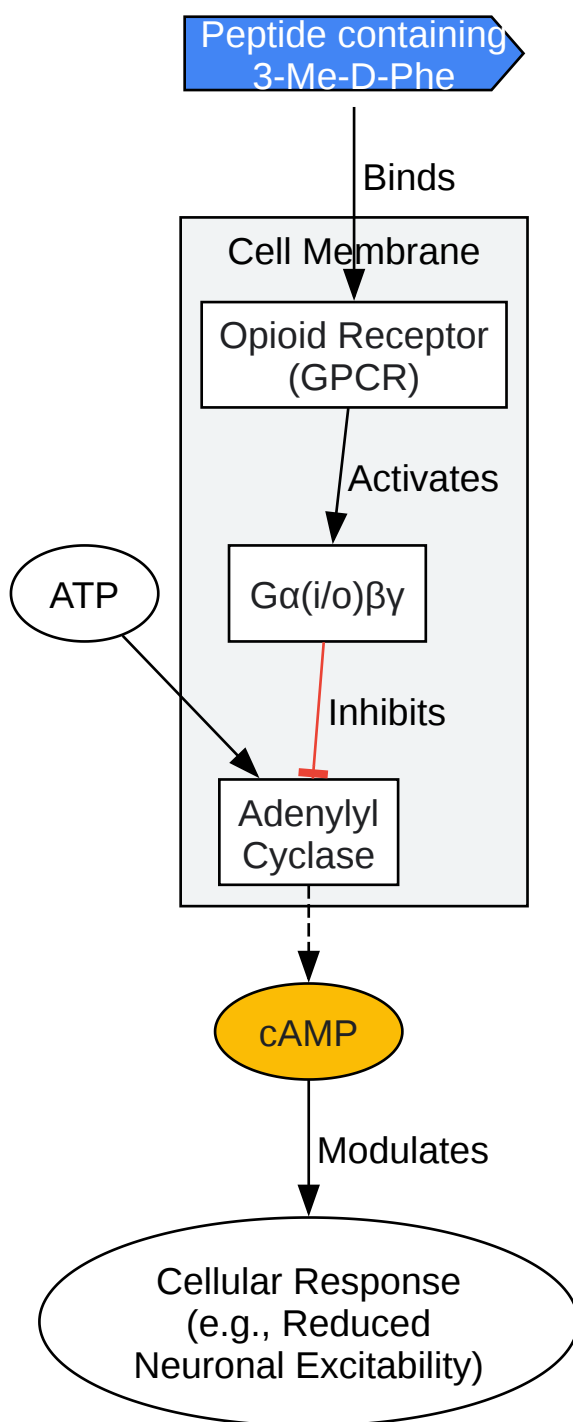 Peptide containing
3-Me-D-Phe
Binds
Cell Membrane
Opioid Receptor
(GPCR)
Activates
ATP
Gα(i/o)βγ
Inhibits
Adenylyl
Cyclase
cAMP
Modulates
Cellular Response
(e.g., Reduced
Neuronal Excitability)